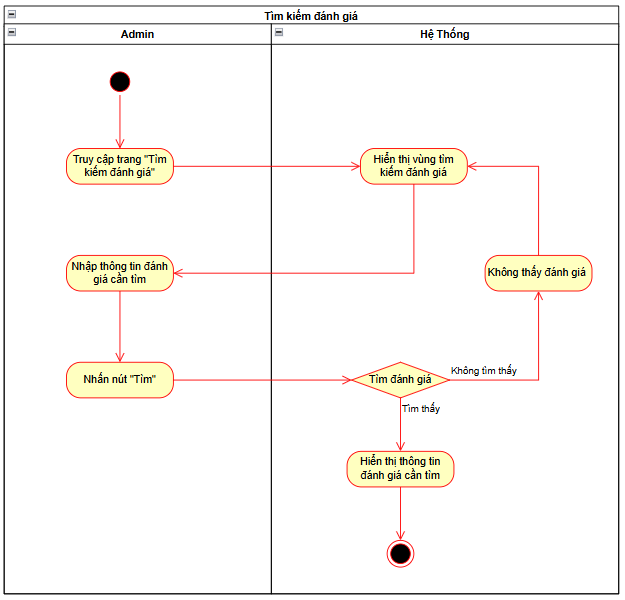 Tìm kiếm đánh giá
Admin
Hệ Thống
Truy cập trang "Tìm
kiếm đánh giá"
Hiển thị vùng tìm
kiếm đánh giá
Nhập thông tin đánh
giá cần tìm
Không thấy đánh giá
Nhấn nút "Tìm"
Tìm đánh giá
Không tìm thấy
Tìm thấy
Hiển thị thông tin
đánh giá cần tìm